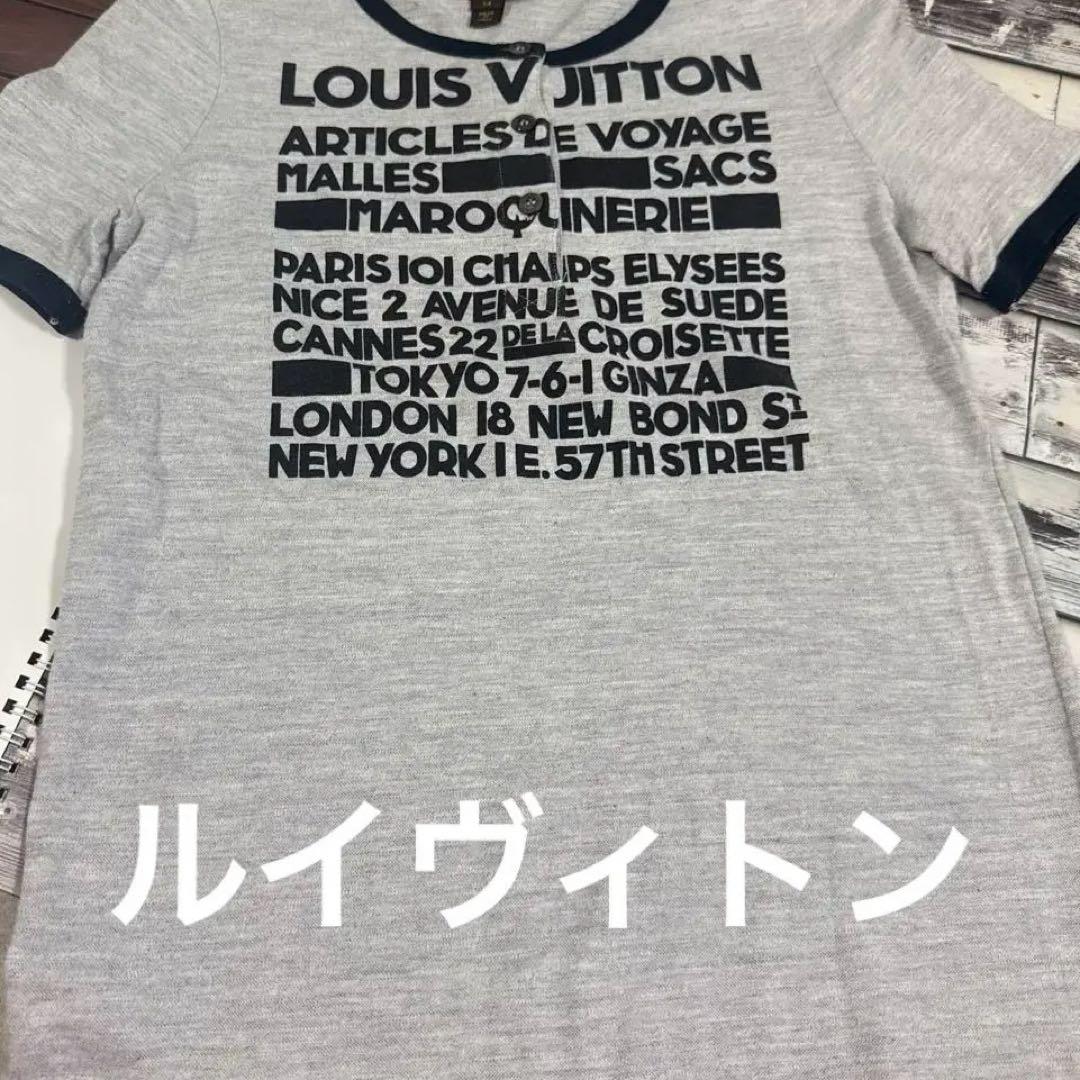 LOUIS VUITTON
ARTICLES DE VOYAGE
MALLES SACS
MAROQUINERIE
PARIS 101 CHAMPS ELYSEES
NICE 2 AVENUE DE SUEDE
CANNES 22 DE LA CROISETTE
TOKYO 7-6-1 GINZA
LONDON 18 NEW BOND ST
NEW YORK 1 E. 57TH STREET
ルイヴィトン